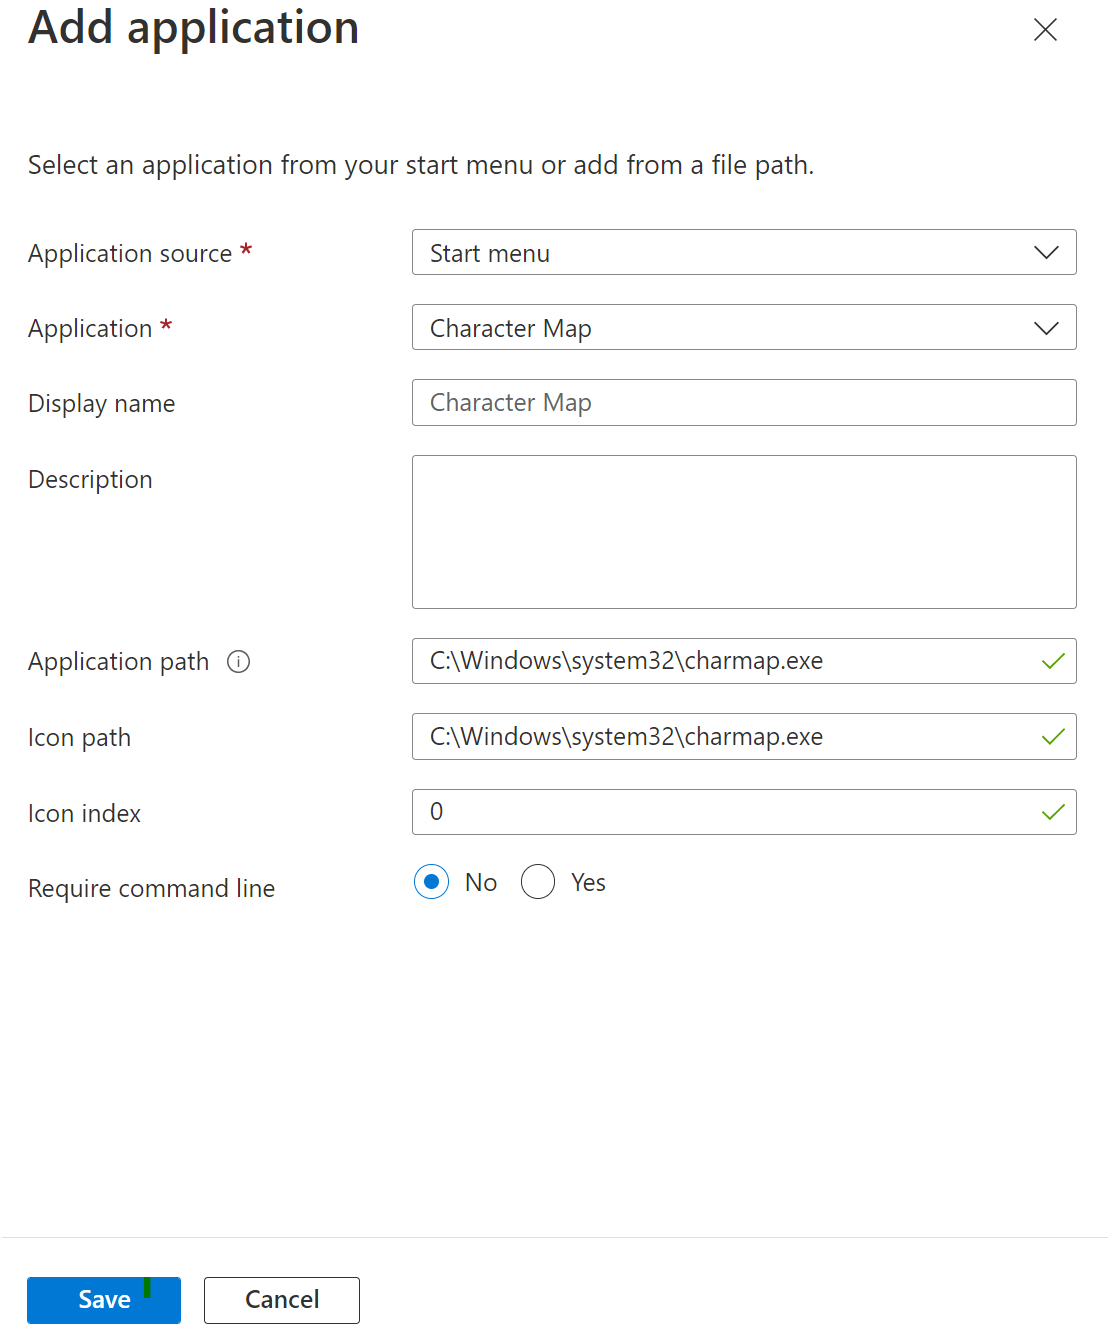 Add application
Select an application from your start menu or add from a file path.
Application source *
Start menu
Application *
Character Map
Display name
Character Map
Description
Application path
C:\Windows\system32\charmap.exe
Icon path
C:\Windows\system32\charmap.exe
Icon index
0
Require command line
No Yes
Save Cancel